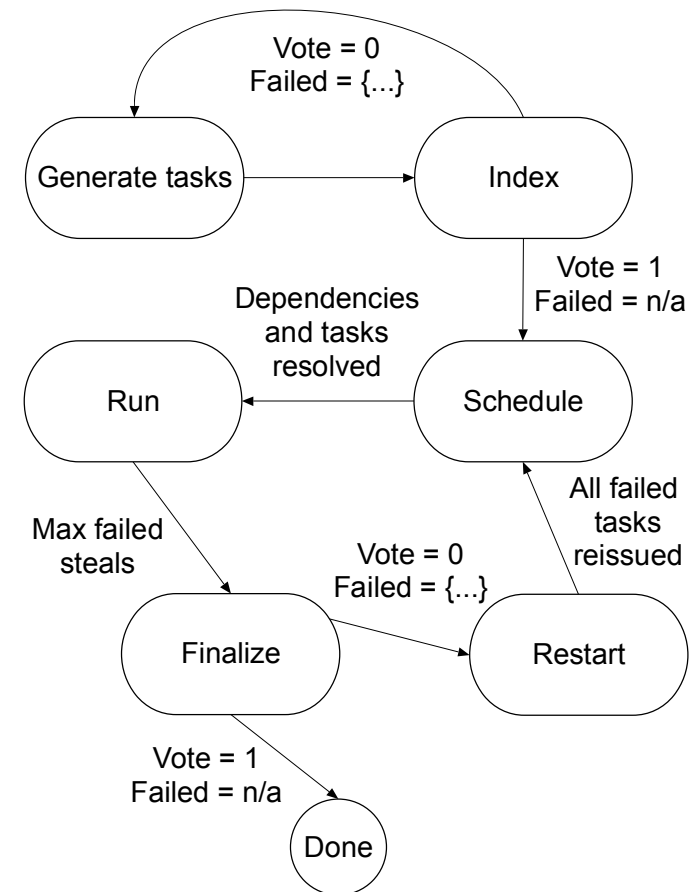 Vote = 0
Failed = {...}
Generate tasks
Index
Vote = 1
Failed = n/a
Dependencies
and tasks
resolved
Run
Schedule
All failed
tasks
reissued
Max failed
steals
Vote = 0
Failed = {...}
Finalize
Restart
Vote = 1
Failed = n/a
Done